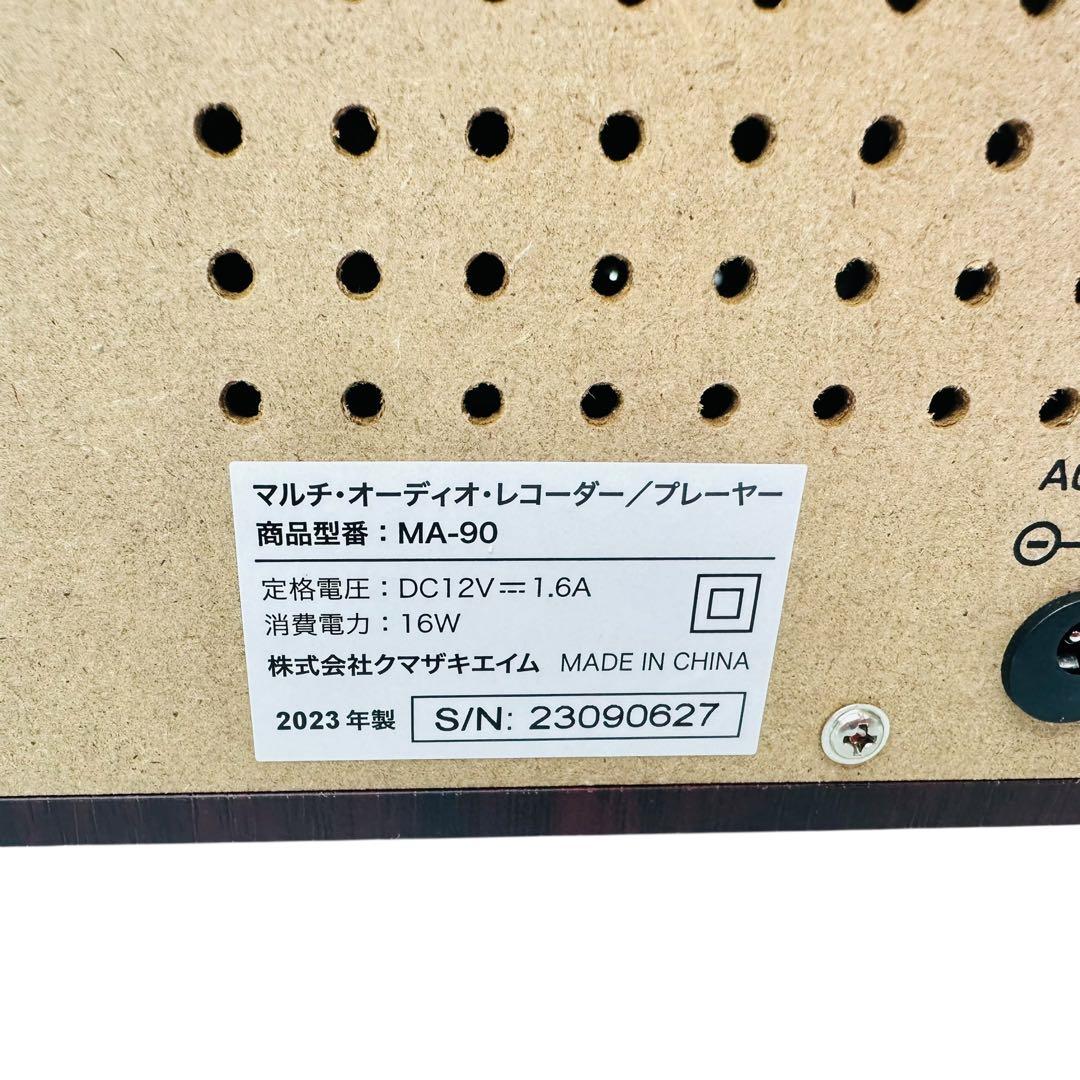 マルチ・オーディオ・レコーダー／プレーヤー
商品型番：MA-90
定格電圧：DC12V⎓1.6A
消費電力：16W
株式会社クマザキエイム MADE IN CHINA
2023年製 S/N: 23090627